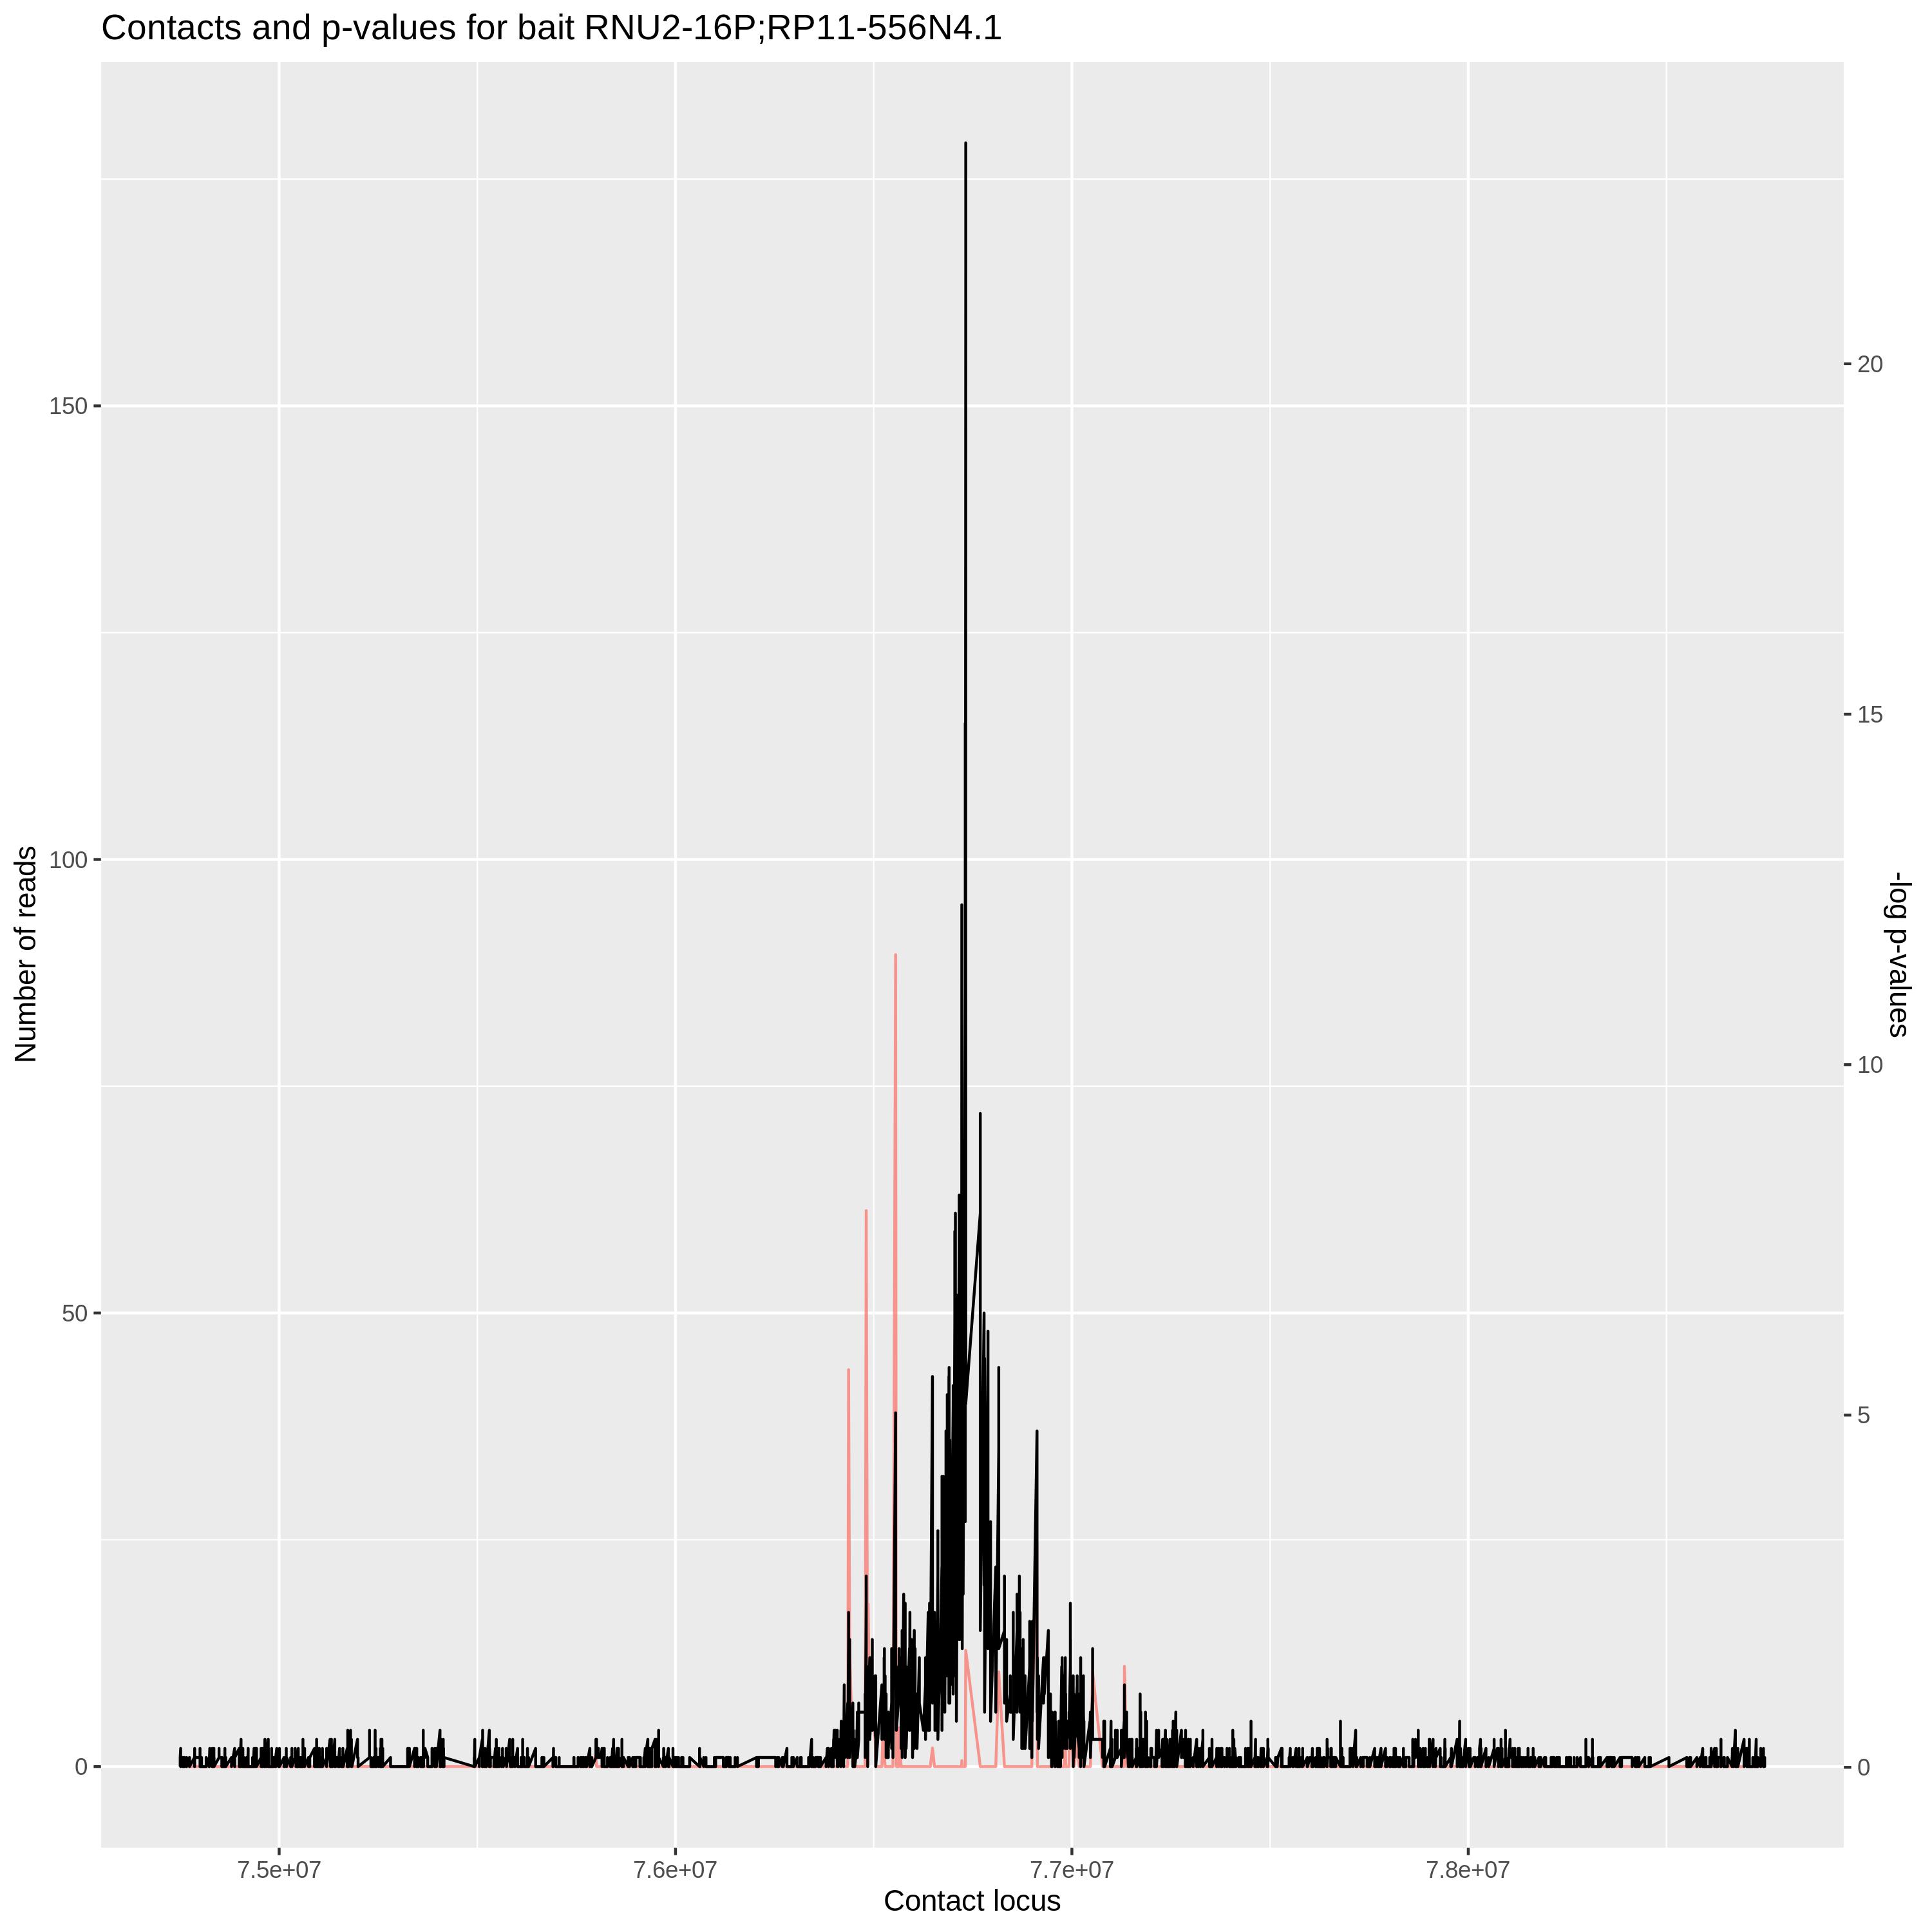 Contacts and p-values for bait RNU2-16P;RP11-556N4.1
Number of reads
150
100
50
0
20
15
10
5
0
-log p-values
7.5e+07
7.6e+07
7.7e+07
7.8e+07
Contact locus